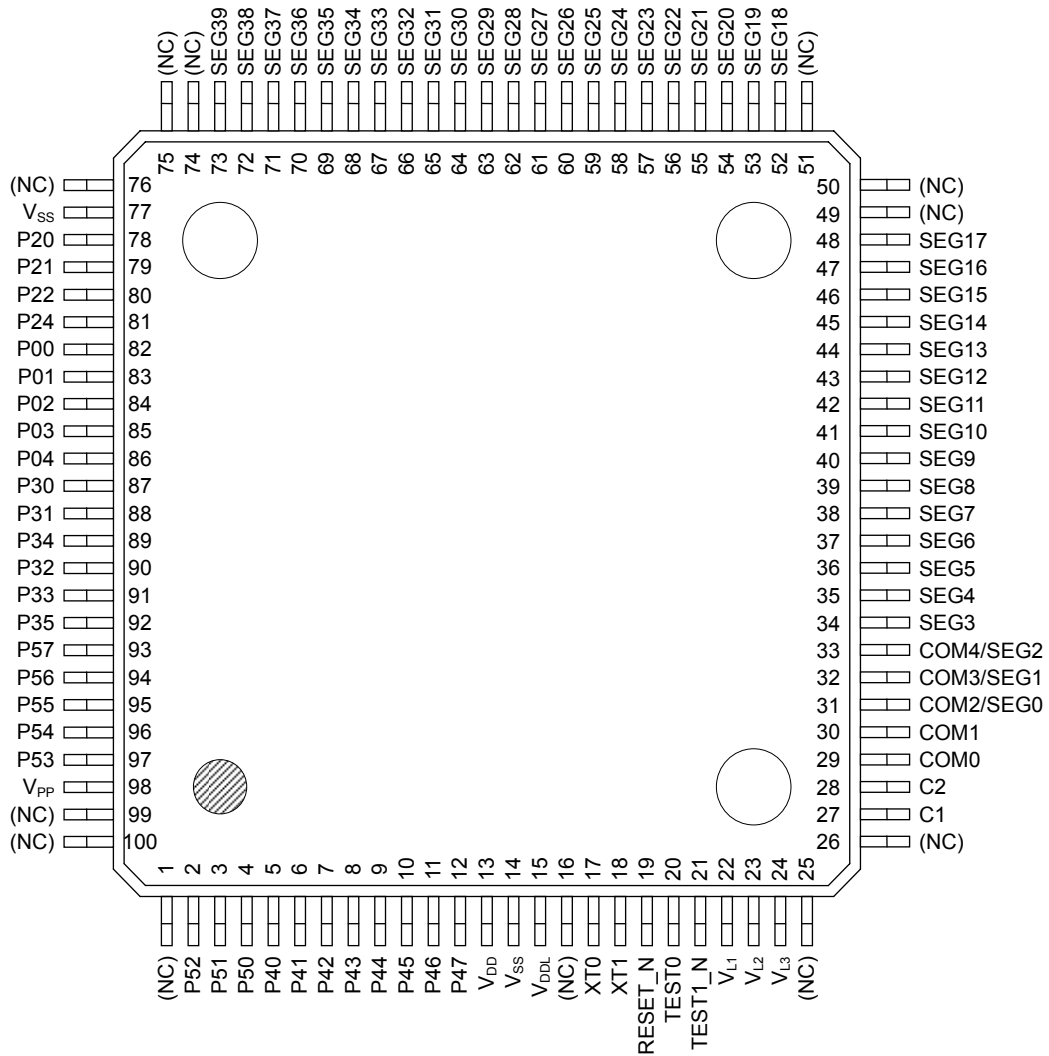 (NC)
(NC)
SEG39
SEG38
SEG37
SEG36
SEG35
SEG34
SEG33
SEG32
SEG31
SEG30
SEG29
SEG28
SEG27
SEG26
SEG25
SEG24
SEG23
SEG22
SEG21
SEG20
SEG19
SEG18
(NC)
75
74
73
72
71
70
69
68
67
66
65
64
63
62
61
60
59
58
57
56
55
54
53
52
51
(NC) 76
VSS 77
P20 78
P21 79
P22 80
P24 81
P00 82
P01 83
P02 84
P03 85
P04 86
P30 87
P31 88
P34 89
P32 90
P33 91
P35 92
P57 93
P56 94
P55 95
P54 96
P53 97
VPP 98
(NC) 99
(NC) 100
50 (NC)
49 (NC)
48 SEG17
47 SEG16
46 SEG15
45 SEG14
44 SEG13
43 SEG12
42 SEG11
41 SEG10
40 SEG9
39 SEG8
38 SEG7
37 SEG6
36 SEG5
35 SEG4
34 SEG3
33 COM4/SEG2
32 COM3/SEG1
31 COM2/SEG0
30 COM1
29 COM0
28 C2
27 C1
26 (NC)
1
2
3
4
5
6
7
8
9
10
11
12
13
14
15
16
17
18
19
20
21
22
23
24
25
(NC)
P52
P51
P50
P40
P41
P42
P43
P44
P45
P46
P47
VDD
VSS
VDDL
(NC)
XT0
XT1
RESET_N
TEST0
TEST1_N
VL1
VL2
VL3
(NC)